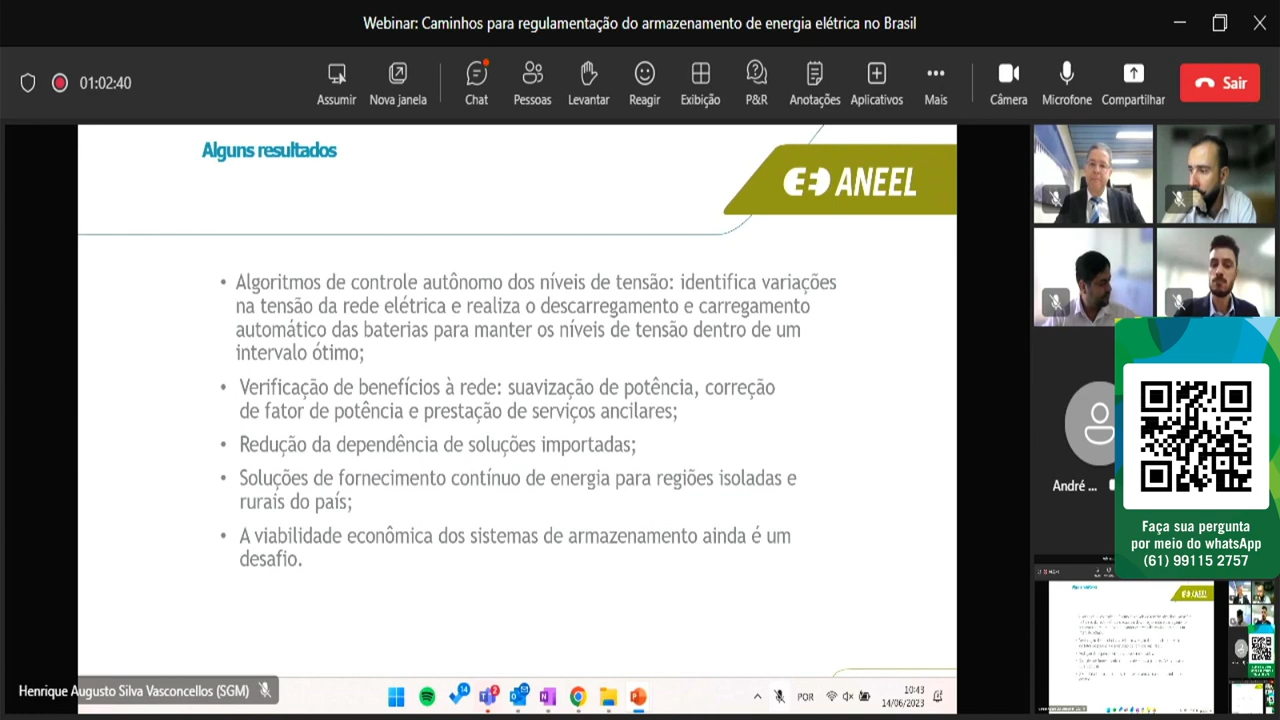 Webinar: Caminhos para regulamentação do armazenamento de energia elétrica no Brasil
01:02:40
Assumir
Nova janela
Chat
Pessoas
Levantar
Reagir
Exibição
P&R
Anotações
Aplicativos
Mais
Câmera
Microfone
Compartilhar
Sair
Alguns resultados
ANEEL
• Algoritmos de controle autônomo dos níveis de tensão: identifica variações
na tensão da rede elétrica e realiza o descarregamento e carregamento
automático das baterias para manter os níveis de tensão dentro de um
intervalo ótimo;
• Verificação de benefícios à rede: suavização de potência, correção
de fator de potência e prestação de serviços ancilares;
• Redução da dependência de soluções importadas;
• Soluções de fornecimento contínuo de energia para regiões isoladas e
rurais do país;
• A viabilidade econômica dos sistemas de armazenamento ainda é um
desafio.
André ...
Faça sua pergunta
por meio do whatsApp
(61) 99115 2757
Alguns resultados
ANEEL
Henrique Augusto Silva Vasconcellos (SGM)
14
2
POR
10:43
14/06/2023